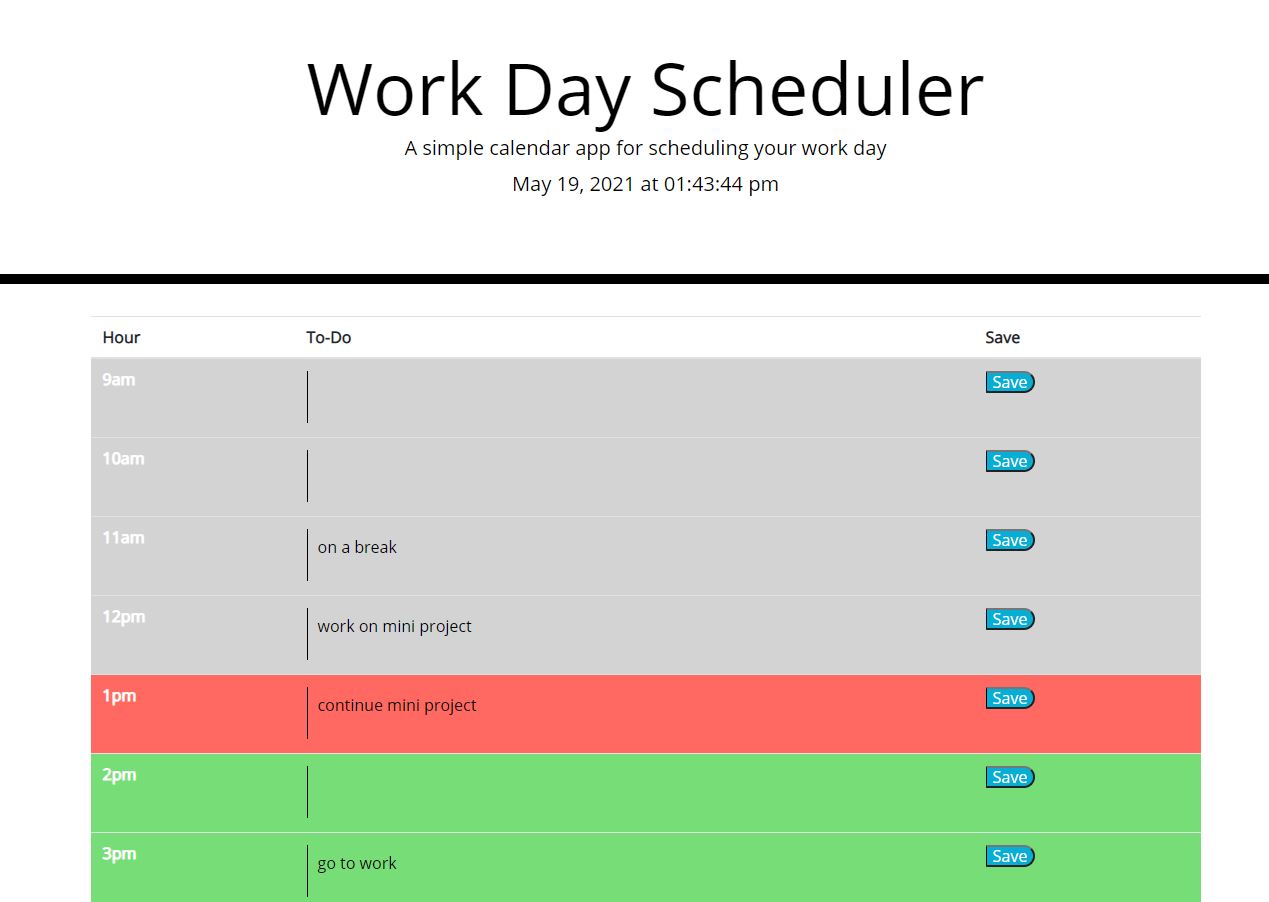 Work Day Scheduler
A simple calendar app for scheduling your work day
May 19, 2021 at 01:43:44 pm
Hour To-Do Save
9am Save
10am Save
11am on a break Save
12pm work on mini project Save
1pm continue mini project Save
2pm Save
3pm go to work Save